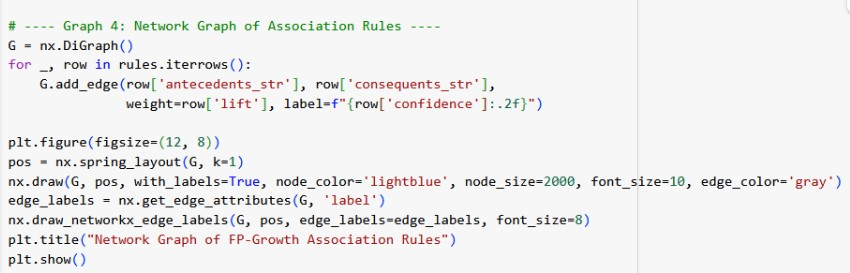 # ---- Graph 4: Network Graph of Association Rules ----
G = nx.DiGraph()
for _, row in rules.iterrows():
    G.add_edge(row['antecedents_str'], row['consequents_str'],
               weight=row['lift'], label=f"{row['confidence']:.2f}")

plt.figure(figsize=(12, 8))
pos = nx.spring_layout(G, k=1)
nx.draw(G, pos, with_labels=True, node_color='lightblue', node_size=2000, font_size=10, edge_color='gray')
edge_labels = nx.get_edge_attributes(G, 'label')
nx.draw_networkx_edge_labels(G, pos, edge_labels=edge_labels, font_size=8)
plt.title("Network Graph of FP-Growth Association Rules")
plt.show()